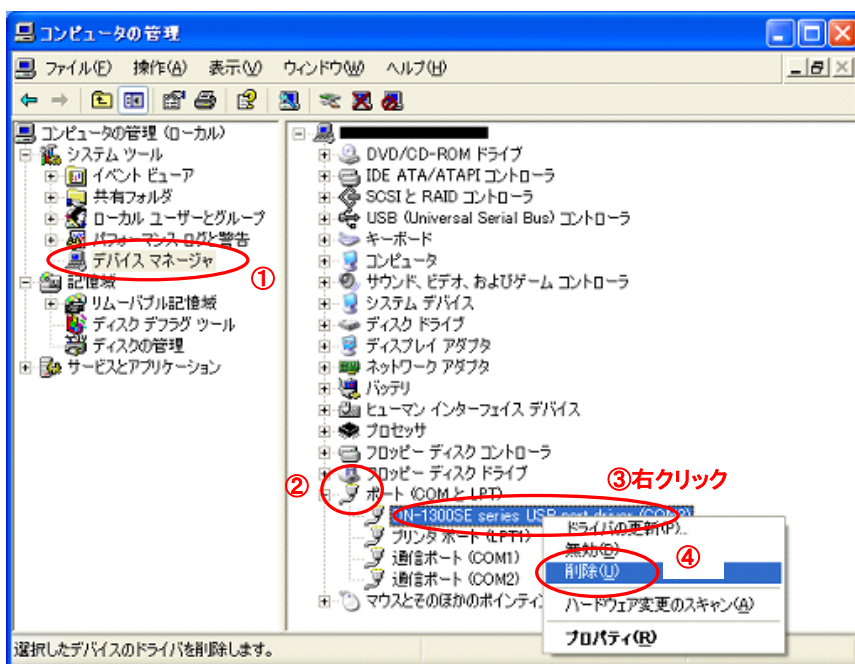 コンピュータの管理
ファイル(F) 操作(A) 表示(V) ウィンドウ(W) ヘルプ(H)
コンピュータの管理 (ローカル)
システム ツール
イベント ビューア
共有フォルダ
ローカル ユーザーとグループ
パフォーマンス ログと警告
デバイス マネージャ
①
記憶域
リムーバブル記憶域
ディスク デフラグ ツール
ディスクの管理
サービスとアプリケーション
DVD/CD-ROM ドライブ
IDE ATA/ATAPI コントローラ
SCSI と RAID コントローラ
USB (Universal Serial Bus) コントローラ
キーボード
コンピュータ
サウンド、ビデオ、およびゲーム コントローラ
システム デバイス
ディスク ドライブ
ディスプレイ アダプタ
ネットワーク アダプタ
バッテリ
ヒューマン インターフェイス デバイス
プロセッサ
フロッピー ディスク コントローラ
フロッピー ディスク ドライブ
②
③右クリック
ポート (COM と LPT)
-1300SE series USB port driver
プリンタ ポート (LPT1)
通信ポート (COM1)
通信ポート (COM2)
マウスとそのほかのポインティ
ドライバの更新(P)...
無効(D)
④
削除(U)
ハードウェア変更のスキャン(A)
プロパティ(R)
選択したデバイスのドライバを削除します。